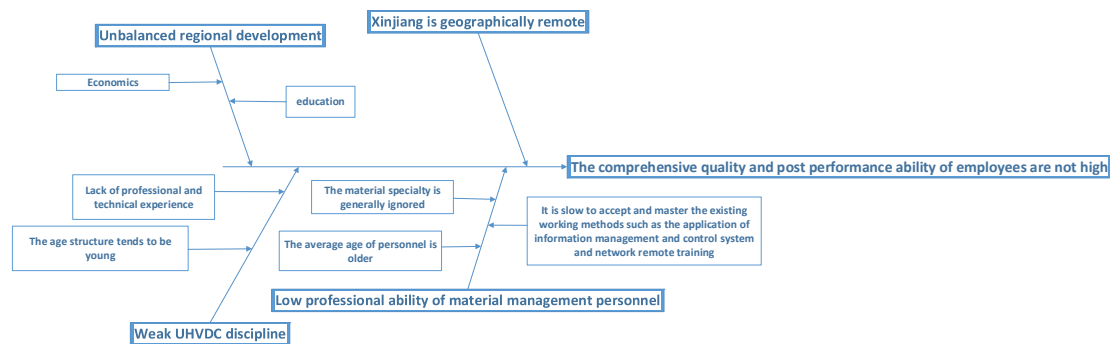 Xinjiang is geographically remote
Unbalanced regional development
Economics
education
The comprehensive quality and post performance ability of employees are not high
Lack of professional and
technical experience
The material specialty is
generally ignored
It is slow to accept and master the existing
working methods such as the application of
information management and control system
and network remote training
The age structure tends to be
young
The average age of personnel is
older
Low professional ability of material management personnel
Weak UHVDC discipline